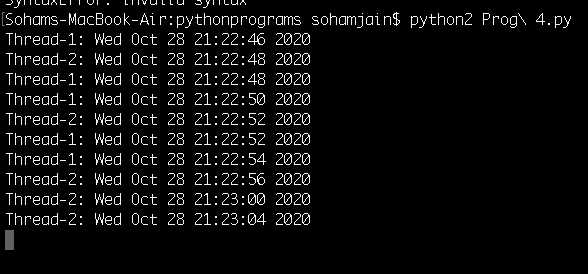 SyntaxError: invalid syntax
[Sohams-MacBook-Air:pythonprograms sohamjain$ python2 Prog\ 4.py
Thread-1: Wed Oct 28 21:22:46 2020
Thread-2: Wed Oct 28 21:22:48 2020
Thread-1: Wed Oct 28 21:22:48 2020
Thread-1: Wed Oct 28 21:22:50 2020
Thread-2: Wed Oct 28 21:22:52 2020
Thread-1: Wed Oct 28 21:22:52 2020
Thread-1: Wed Oct 28 21:22:54 2020
Thread-2: Wed Oct 28 21:22:56 2020
Thread-2: Wed Oct 28 21:23:00 2020
Thread-2: Wed Oct 28 21:23:04 2020